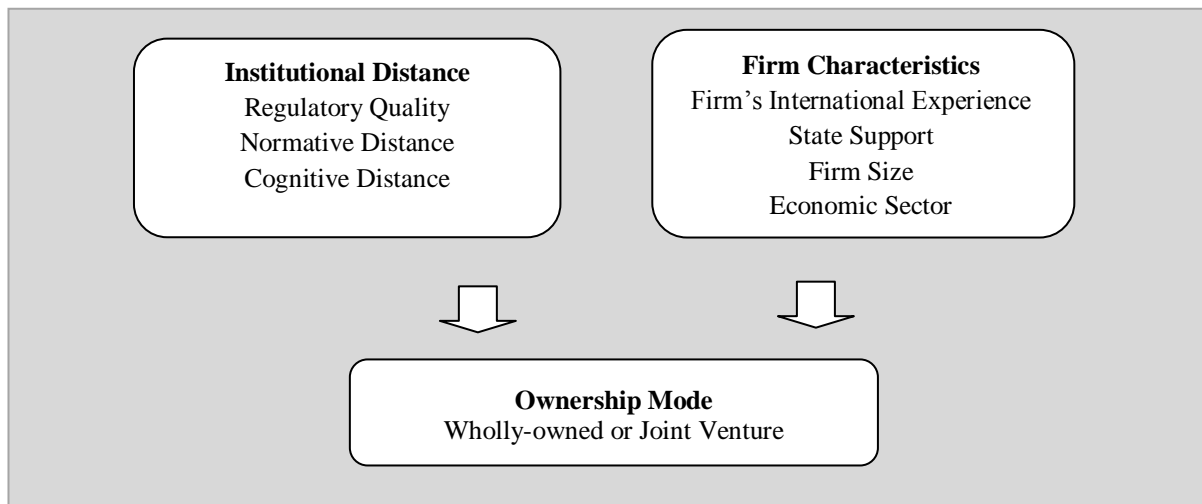 Institutional Distance
Regulatory Quality
Normative Distance
Cognitive Distance
Firm Characteristics
Firm’s International Experience
State Support
Firm Size
Economic Sector
Ownership Mode
Wholly-owned or Joint Venture